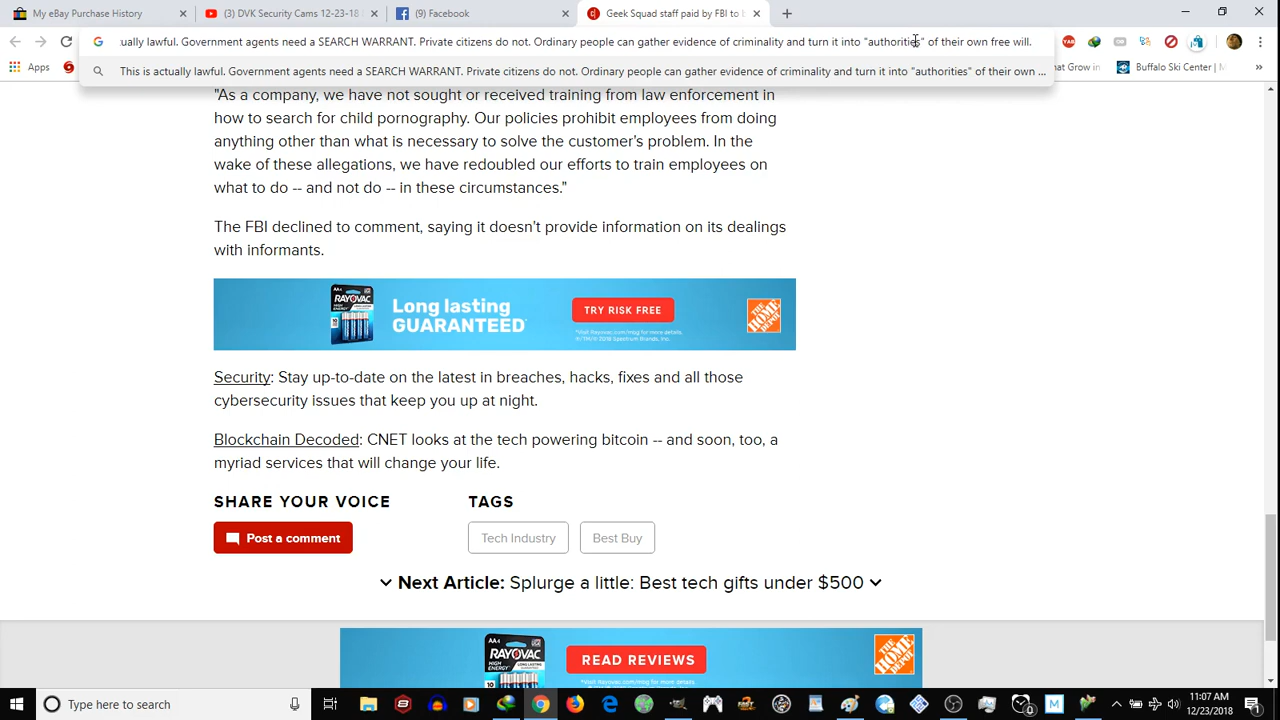 My eBay Purchase History
(3) DVK Security Cams 12-23-18
(9) Facebook
Geek Squad staff paid by FBI to b
ually lawful. Government agents need a SEARCH WARRANT. Private citizens do not. Ordinary people can gather evidence of criminality and turn it into "authorities" of their own free will.
This is actually lawful. Government agents need a SEARCH WARRANT. Private citizens do not. Ordinary people can gather evidence of criminality and turn it into "authorities" of their own ...
Apps
hat Grow in
Buffalo Ski Center |
"As a company, we have not sought or received training from law enforcement in
how to search for child pornography. Our policies prohibit employees from doing
anything other than what is necessary to solve the customer's problem. In the
wake of these allegations, we have redoubled our efforts to train employees on
what to do -- and not do -- in these circumstances."
The FBI declined to comment, saying it doesn't provide information on its dealings
with informants.
RAYOVAC
Long lasting
GUARANTEED
TRY RISK FREE
THE HOME DEPOT
Security: Stay up-to-date on the latest in breaches, hacks, fixes and all those
cybersecurity issues that keep you up at night.
Blockchain Decoded: CNET looks at the tech powering bitcoin -- and soon, too, a
myriad services that will change your life.
SHARE YOUR VOICE
TAGS
Post a comment
Tech Industry
Best Buy
Next Article: Splurge a little: Best tech gifts under $500
RAYOVAC
READ REVIEWS
THE HOME DEPOT
Type here to search
11:07 AM
12/23/2018